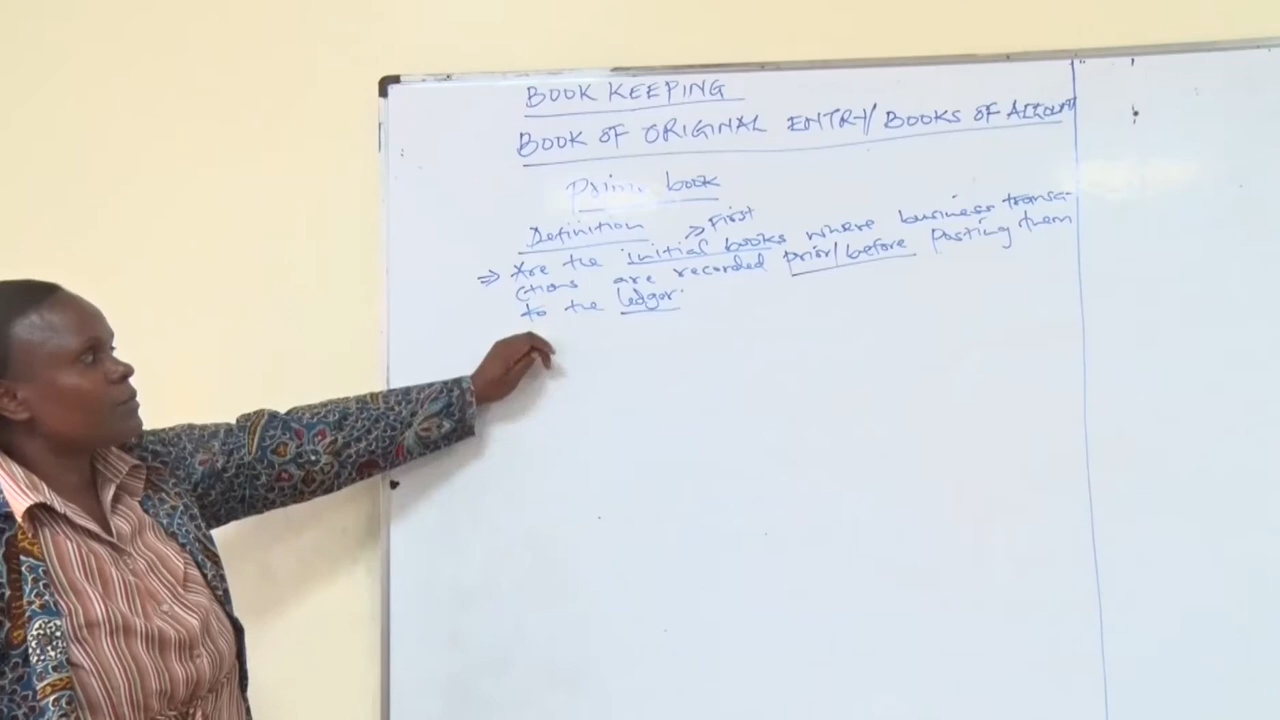 BOOK KEEPING
BOOK OF ORIGINAL ENTRY/BOOKS OF ACCOUNT
book
Definition
⇒ First
⇒ Are the initial books where business transa-
ctions are recorded prior/before posting them
to the ledger.